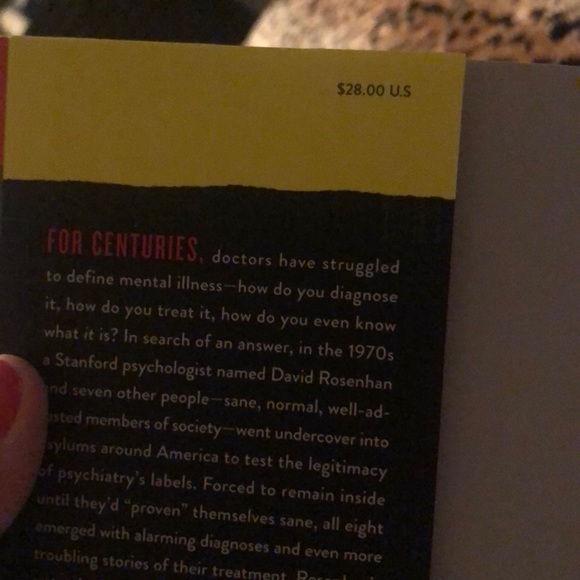 $28.00 U.S
FOR CENTURIES, doctors have struggled
to define mental illness—how do you diagnose
it, how do you treat it, how do you even know
what it is? In search of an answer, in the 1970s
a Stanford psychologist named David Rosenhan
and seven other people—sane, normal, well-ad-
justed members of society—went undercover into
asylums around America to test the legitimacy
of psychiatry's labels. Forced to remain inside
until they'd "proven" themselves sane, all eight
emerged with alarming diagnoses and even more
troubling stories of their treatment.